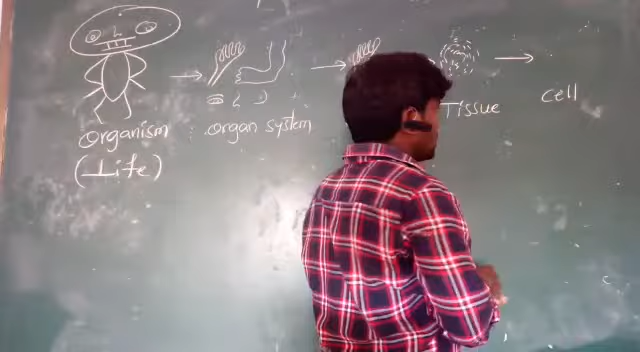 organism
(Life)
organ system
Tissue
cell